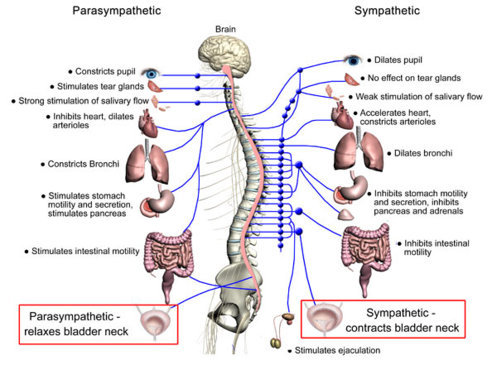 Parasympathetic
Sympathetic
Brain
• Constricts pupil
• Stimulates tear glands
• Strong stimulation of salivary flow
• Inhibits heart, dilates
arterioles
• Constricts Bronchi
• Stimulates stomach
motility and secretion,
stimulates pancreas
• Stimulates intestinal motility
Parasympathetic -
relaxes bladder neck
• Dilates pupil
• No effect on tear glands
• Weak stimulation of salivary flow
• Accelerates heart,
constricts arterioles
• Dilates bronchi
• Inhibits stomach motility
and secretion, inhibits
pancreas and adrenals
• Inhibits intestinal
motility
Sympathetic -
contracts bladder neck
• Stimulates ejaculation